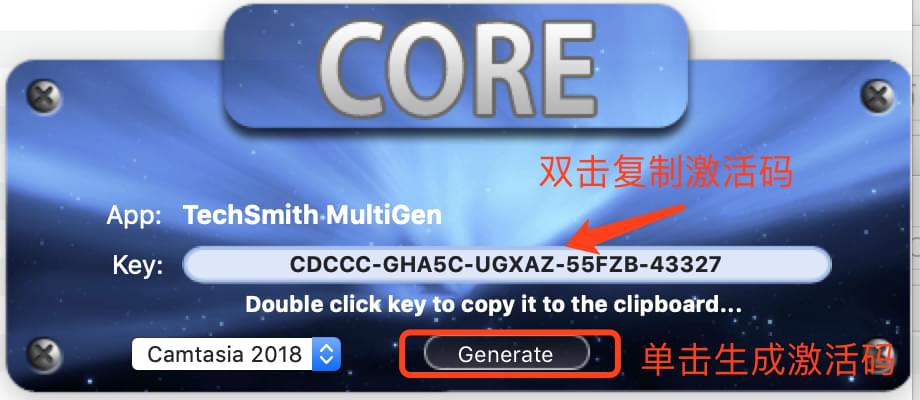 CORE
双击复制激活码
App: TechSmith MultiGen
Key: CDCCC-GHA5C-UGXAZ-55FZB-43327
Double click key to copy it to the clipboard...
Camtasia 2018 Generate 单击生成激活码